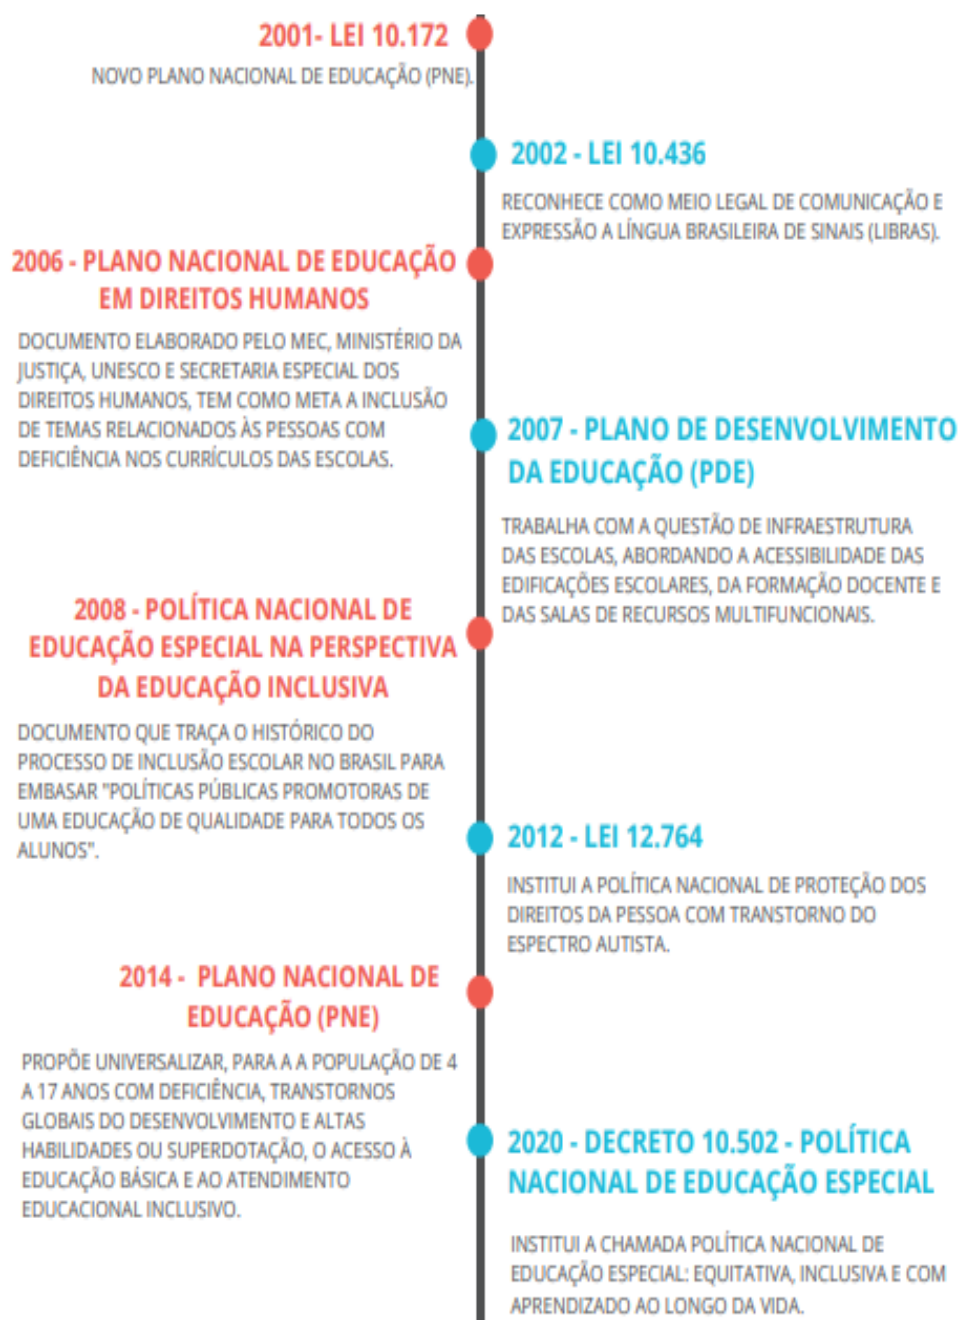 2001- LEI 10.172
NOVO PLANO NACIONAL DE EDUCAÇÃO (PNE).
2002 - LEI 10.436
RECONHECE COMO MEIO LEGAL DE COMUNICAÇÃO E
EXPRESSÃO A LÍNGUA BRASILEIRA DE SINAIS (LIBRAS).
2006 - PLANO NACIONAL DE EDUCAÇÃO
EM DIREITOS HUMANOS
DOCUMENTO ELABORADO PELO MEC, MINISTÉRIO DA
JUSTIÇA, UNESCO E SECRETARIA ESPECIAL DOS
DIREITOS HUMANOS, TEM COMO META A INCLUSÃO
DE TEMAS RELACIONADOS ÀS PESSOAS COM
DEFICIÊNCIA NOS CURRÍCULOS DAS ESCOLAS.
2007 - PLANO DE DESENVOLVIMENTO
DA EDUCAÇÃO (PDE)
TRABALHA COM A QUESTÃO DE INFRAESTRUTURA
DAS ESCOLAS, ABORDANDO A ACESSIBILIDADE DAS
EDIFICAÇÕES ESCOLARES, DA FORMAÇÃO DOCENTE E
DAS SALAS DE RECURSOS MULTIFUNCIONAIS.
2008 - POLÍTICA NACIONAL DE
EDUCAÇÃO ESPECIAL NA PERSPECTIVA
DA EDUCAÇÃO INCLUSIVA
DOCUMENTO QUE TRAÇA O HISTÓRICO DO
PROCESSO DE INCLUSÃO ESCOLAR NO BRASIL PARA
EMBASAR "POLÍTICAS PÚBLICAS PROMOTORAS DE
UMA EDUCAÇÃO DE QUALIDADE PARA TODOS OS
ALUNOS".
2012 - LEI 12.764
INSTITUI A POLÍTICA NACIONAL DE PROTEÇÃO DOS
DIREITOS DA PESSOA COM TRANSTORNO DO
ESPECTRO AUTISTA.
2014 - PLANO NACIONAL DE
EDUCAÇÃO (PNE)
PROPÕE UNIVERSALIZAR, PARA A A POPULAÇÃO DE 4
A 17 ANOS COM DEFICIÊNCIA, TRANSTORNOS
GLOBAIS DO DESENVOLVIMENTO E ALTAS
HABILIDADES OU SUPERDOTAÇÃO, O ACESSO À
EDUCAÇÃO BÁSICA E AO ATENDIMENTO
EDUCACIONAL INCLUSIVO.
2020 - DECRETO 10.502 - POLÍTICA
NACIONAL DE EDUCAÇÃO ESPECIAL
INSTITUI A CHAMADA POLÍTICA NACIONAL DE
EDUCAÇÃO ESPECIAL: EQUITATIVA, INCLUSIVA E COM
APRENDIZADO AO LONGO DA VIDA.